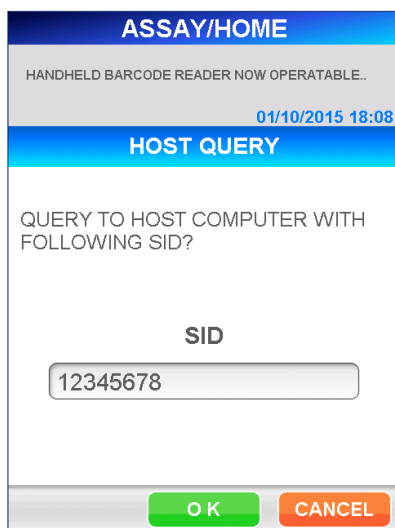 ASSAY/HOME
HANDHELD BARCODE READER NOW OPERATABLE..
01/10/2015 18:08
HOST QUERY
QUERY TO HOST COMPUTER WITH
FOLLOWING SID?
SID
12345678
OK CANCEL